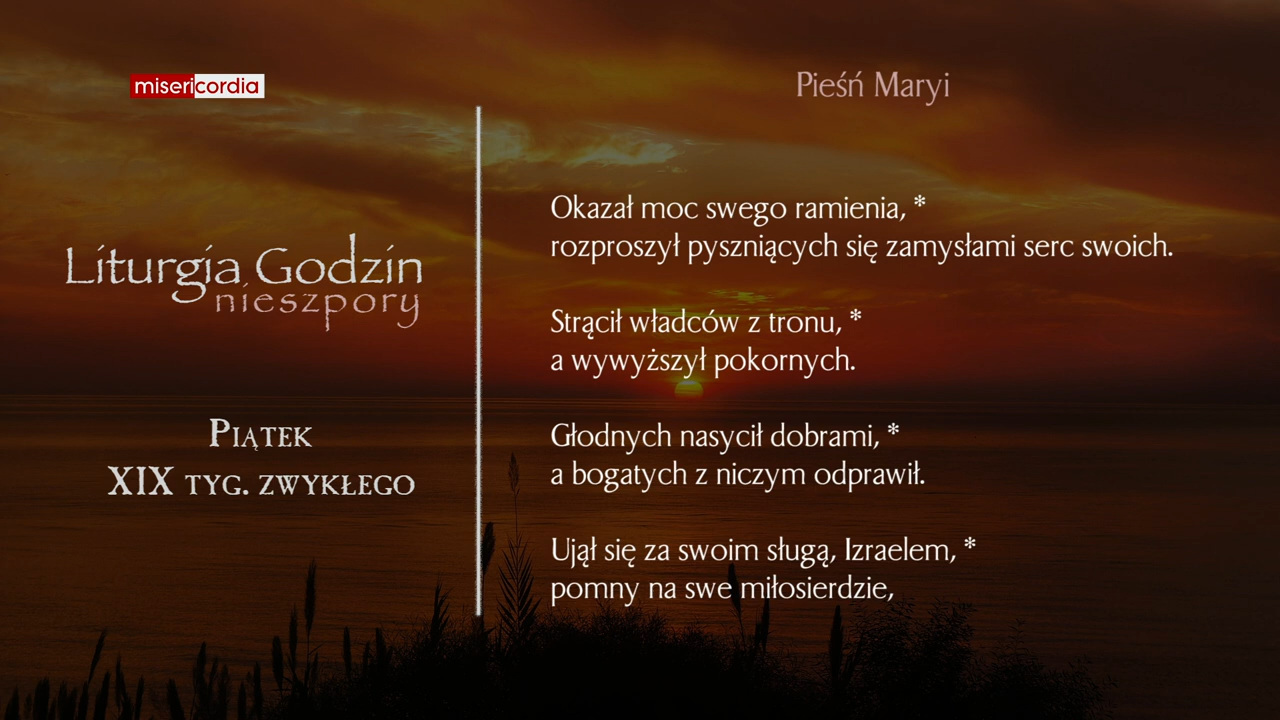 misericordia
Liturgia Godzin
nieszpory
Piątek
XIX tyg. zwykłego
Pieśń Maryi
Okazał moc swego ramienia, *
rozproszył pyszniących się zamysłami serc swoich.
Strącił władców z tronu, *
a wywyższył pokornych.
Głodnych nasycił dobrami, *
a bogatych z niczym odprawił.
Ujął się za swoim sługą, Izraelem, *
pomny na swe miłosierdzie,